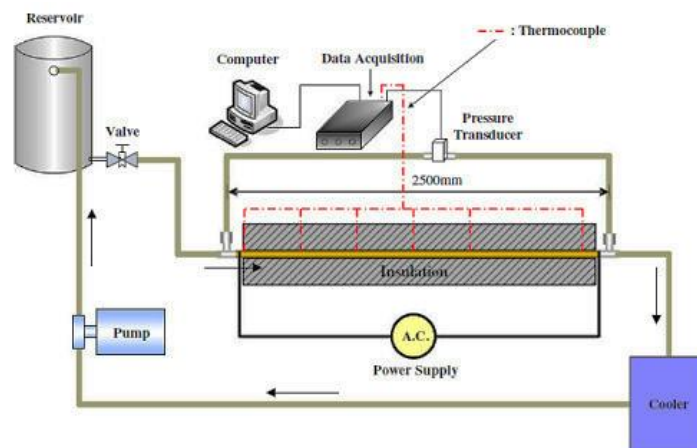 Reservoir
: Thermocouple
Data Acquisition
Computer
Pressure
Transducer
Valve
2500mm
Insulation
Pump
A.C.
Power Supply
Cooler